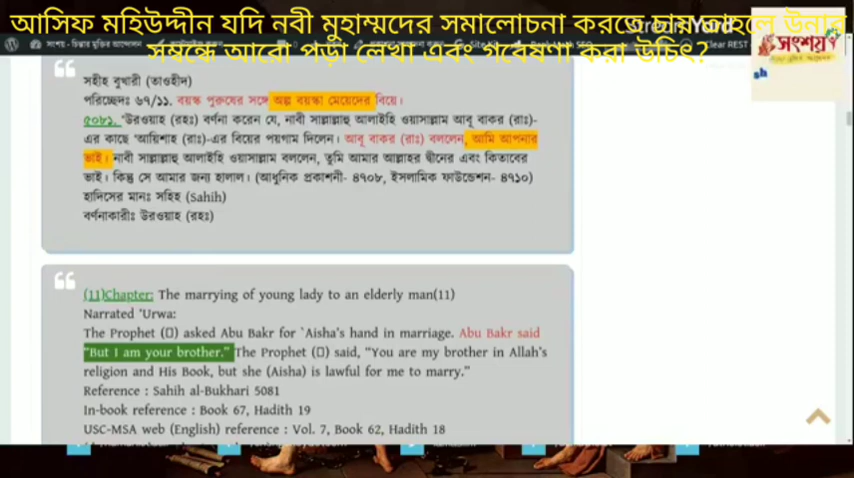 আসিফ মহিউদ্দীন যদি নবী মুহাম্মদের সমালোচনা করতে চায় তাহলে উনার
সম্বন্ধে আরো পড়া লেখা এবং গবেষণা করা উচিৎ?
সংশয় - চিন্তার মুক্তির আন্দোলন
Clear
সংশয়
সহীহ বুখারী (তাওহীদ)
পরিচ্ছেদঃ ৬৭/১১. বয়স্ক পুরুষের সঙ্গে অল্প বয়স্কা মেয়েদের বিয়ে।
৫০৮১. 'উরওয়াহ (রহঃ) বর্ণনা করেন যে, নাবী সাল্লাল্লাহু আলাইহি ওয়াসাল্লাম আবূ বাকর (রাঃ)-
এর কাছে 'আয়িশাহ (রাঃ)-এর বিয়ের পয়গাম দিলেন। আবূ বাকর (রাঃ) বললেন, আমি আপনার
ভাই। নাবী সাল্লাল্লাহু আলাইহি ওয়াসাল্লাম বললেন, তুমি আমার আল্লাহর দ্বীনের এবং কিতাবের
ভাই। কিন্তু সে আমার জন্য হালাল। (আধুনিক প্রকাশনী- ৪৭০৮, ইসলামিক ফাউন্ডেশন- ৪৭১০)
হাদিসের মানঃ সহিহ (Sahih)
বর্ণনাকারীঃ উরওয়াহ (রহঃ)
(11)Chapter: The marrying of young lady to an elderly man(11)
Narrated 'Urwa:
The Prophet (▯) asked Abu Bakr for `Aisha's hand in marriage. Abu Bakr said
"But I am your brother." The Prophet (▯) said, "You are my brother in Allah's
religion and His Book, but she (Aisha) is lawful for me to marry."
Reference : Sahih al-Bukhari 5081
In-book reference : Book 67, Hadith 19
USC-MSA web (English) reference : Vol. 7, Book 62, Hadith 18